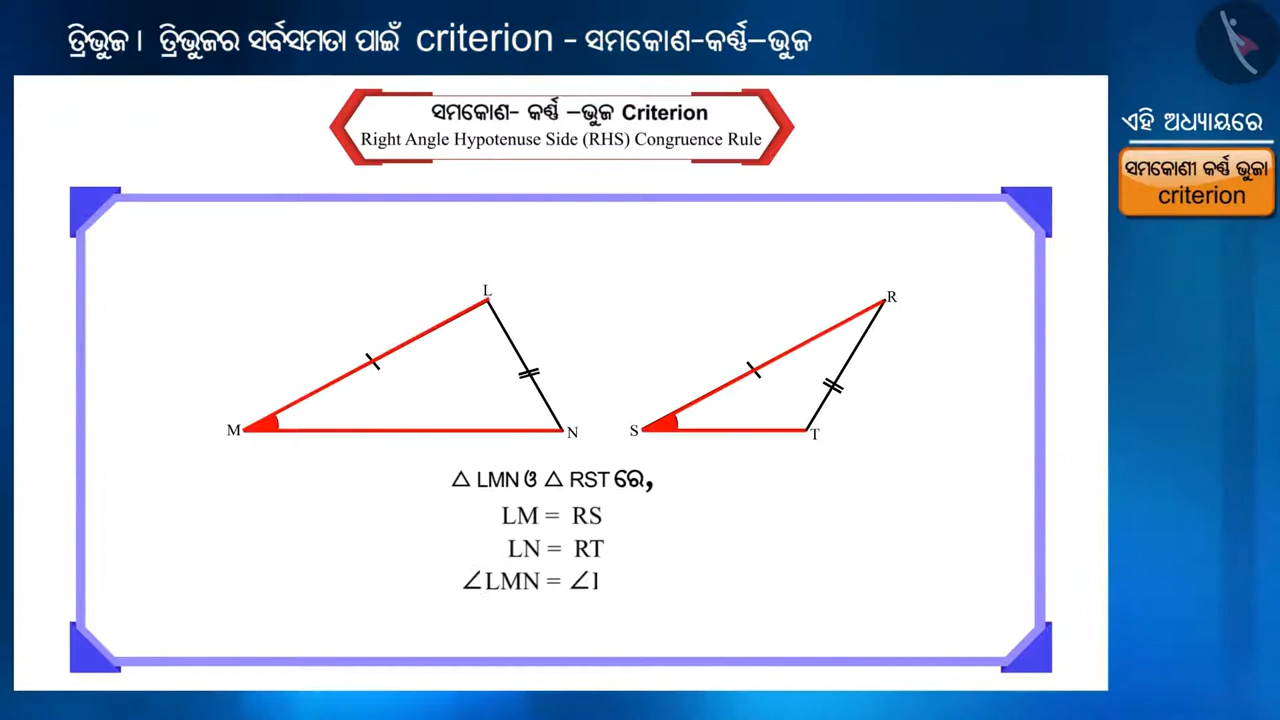 ତ୍ରିଭୁଜ। ତ୍ରିଭୁଜର ସର୍ବସମତା ପାଇଁ criterion - ସମକୋଣ-କର୍ଣ୍ଣ-ଭୁଜ
ସମକୋଣ- କର୍ଣ୍ଣ -ଭୁଜ Criterion
Right Angle Hypotenuse Side (RHS) Congruence Rule
ଏହି ଅଧ୍ୟାୟରେ
ସମକୋଣୀ କର୍ଣ୍ଣ ଭୁଜା
criterion
L
M
N
R
S
T
△ LMN ଓ △ RST ରେ,
LM = RS
LN = RT
∠LMN = ∠